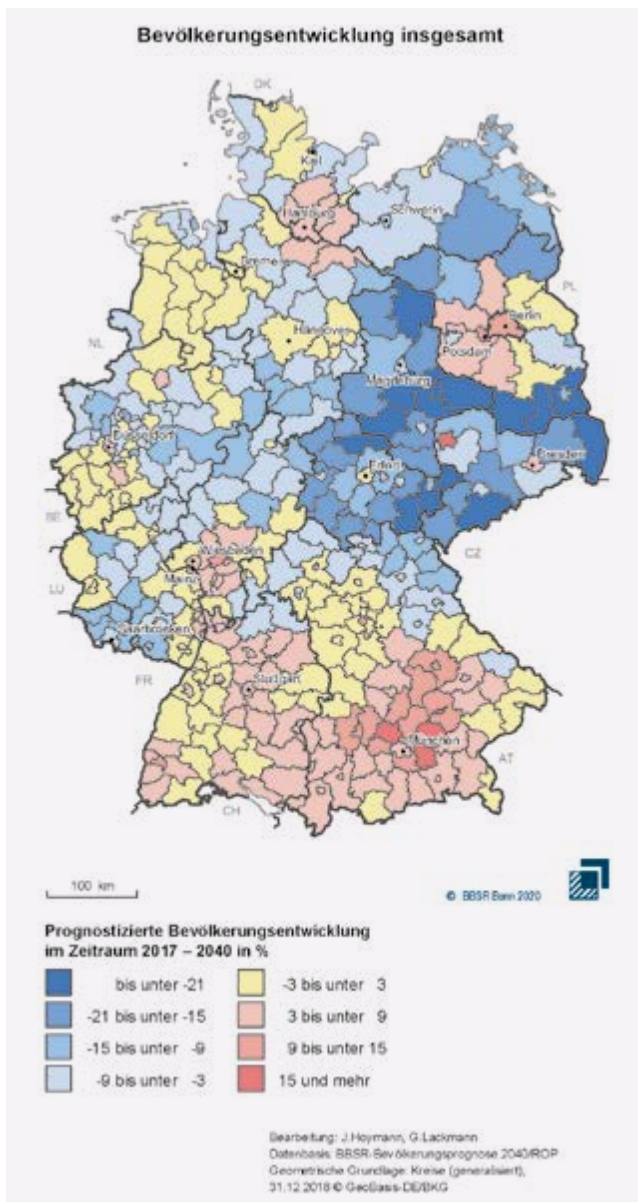 Bevölkerungsentwicklung insgesamt
DK
Kiel
Hamburg
Schwerin
Bremen
PL
Berlin
Hannover
NL
Potsdam
Magdeburg
Düsseldorf
Dresden
Erfurt
BE
Wiesbaden
CZ
Mainz
LU
Saarbrücken
FR
Stuttgart
München
AT
CH
100 km
© BBSR Bonn 2020
Prognostizierte Bevölkerungsentwicklung
im Zeitraum 2017 – 2040 in %
bis unter -21
-21 bis unter -15
-15 bis unter -9
-9 bis unter -3
-3 bis unter 3
3 bis unter 9
9 bis unter 15
15 und mehr
Bearbeitung: J.Hoymann, G.Lackmann
Datenbasis: BBSR-Bevölkerungsprognose 2040/ROP
Geometrische Grundlage: Kreise (generalisiert),
31.12.2018 © GeoBasis-DE/BKG